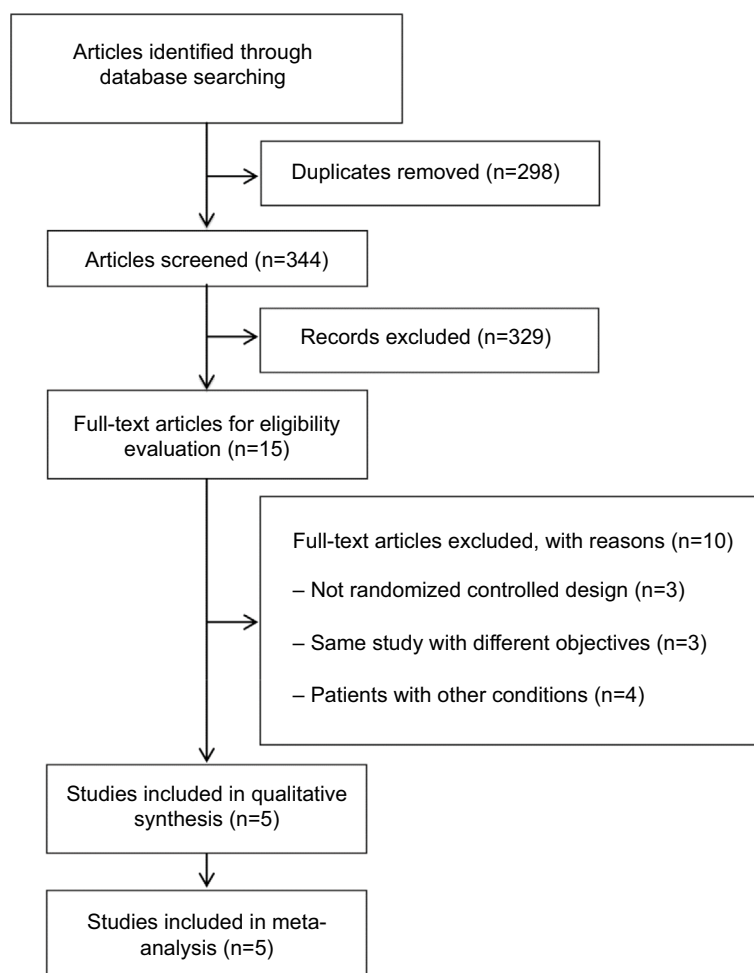 Articles identified through
database searching
Duplicates removed (n=298)
Articles screened (n=344)
Records excluded (n=329)
Full-text articles for eligibility
evaluation (n=15)
Full-text articles excluded, with reasons (n=10)
– Not randomized controlled design (n=3)
– Same study with different objectives (n=3)
– Patients with other conditions (n=4)
Studies included in qualitative
synthesis (n=5)
Studies included in meta-
analysis (n=5)